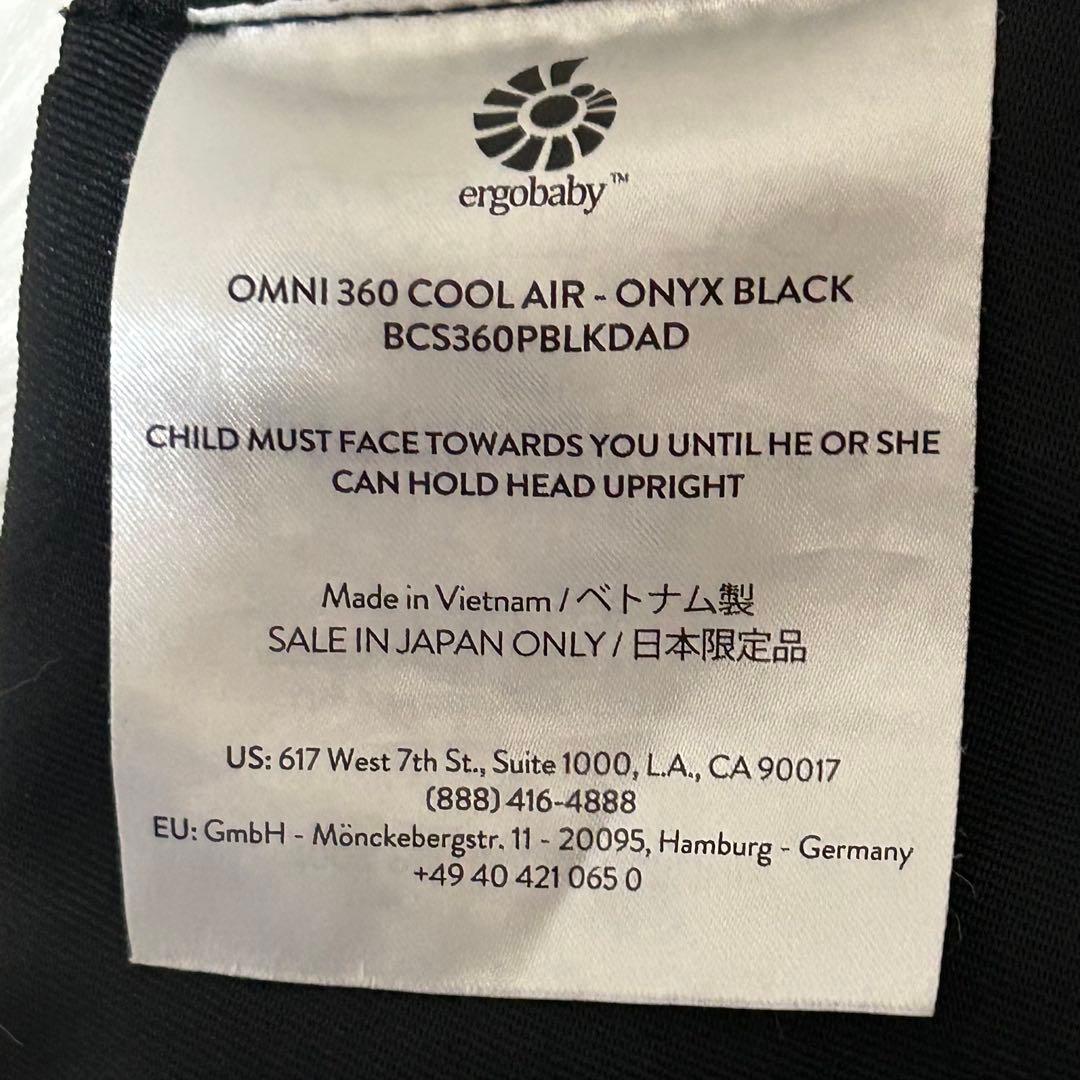 ergobaby™
OMNI 360 COOL AIR - ONYX BLACK
BCS360PBLKDAD
CHILD MUST FACE TOWARDS YOU UNTIL HE OR SHE
CAN HOLD HEAD UPRIGHT
Made in Vietnam / ベトナム製
SALE IN JAPAN ONLY / 日本限定品
US: 617 West 7th St., Suite 1000, L.A., CA 90017
(888) 416-4888
EU: GmbH - Mönckebergstr. 11 - 20095, Hamburg - Germany
+49 40 421 065 0